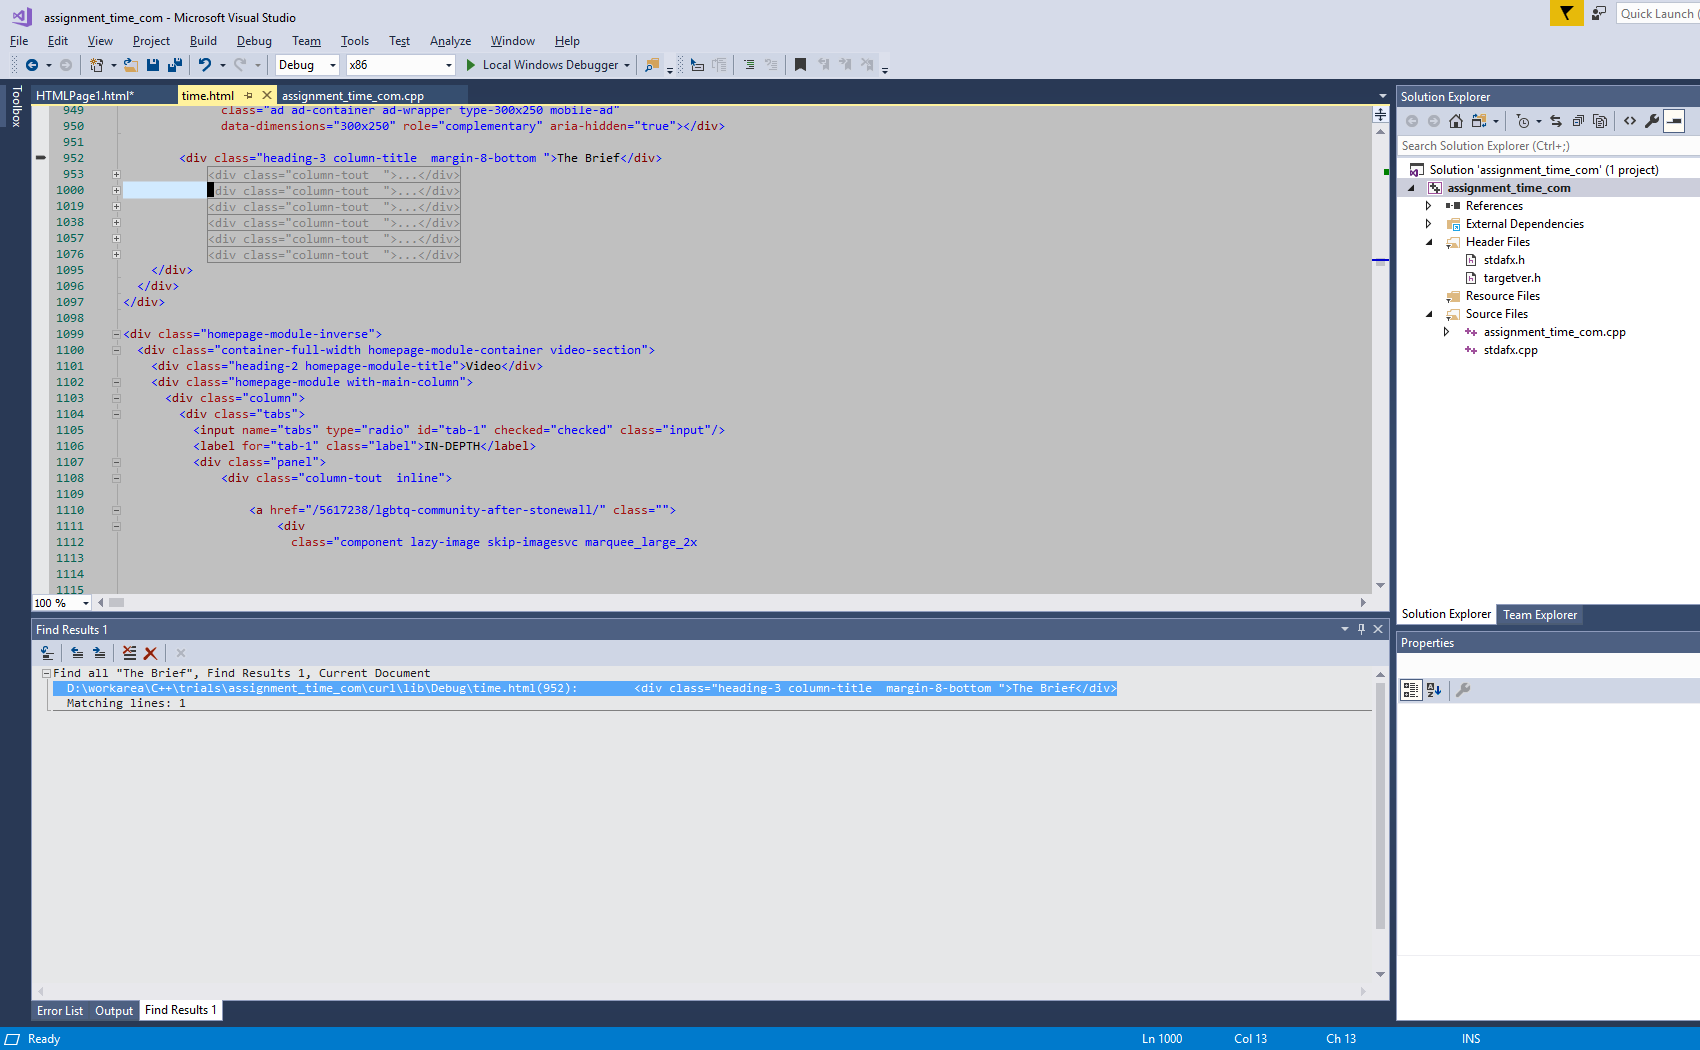 assignment_time_com - Microsoft Visual Studio
Quick Launch (
File Edit View Project Build Debug Team Tools Test Analyze Window Help
Debug x86 Local Windows Debugger
Toolbox
HTMLPage1.html* time.html assignment_time_com.cpp
949 class="ad ad-container ad-wrapper type-300x250 mobile-ad"
950 data-dimensions="300x250" role="complementary" aria-hidden="true"></div>
951
952 <div class="heading-3 column-title  margin-8-bottom ">The Brief</div>
953 <div class="column-tout  ">...</div>
1000 div class="column-tout  ">...</div>
1019 <div class="column-tout  ">...</div>
1038 <div class="column-tout  ">...</div>
1057 <div class="column-tout  ">...</div>
1076 <div class="column-tout  ">...</div>
1095 </div>
1096 </div>
1097 </div>
1098
1099 <div class="homepage-module-inverse">
1100 <div class="container-full-width homepage-module-container video-section">
1101 <div class="heading-2 homepage-module-title">Video</div>
1102 <div class="homepage-module with-main-column">
1103 <div class="column">
1104 <div class="tabs">
1105 <input name="tabs" type="radio" id="tab-1" checked="checked" class="input"/>
1106 <label for="tab-1" class="label">IN-DEPTH</label>
1107 <div class="panel">
1108 <div class="column-tout  inline">
1109
1110 <a href="/5617238/lgbtq-community-after-stonewall/" class="">
1111 <div
1112 class="component lazy-image skip-imagesvc marquee_large_2x
1113
1114
1115
100 %
Find Results 1
Find all "The Brief", Find Results 1, Current Document
D:\workarea\C++\trials\assignment_time_com\curl\lib\Debug\time.html(952):        <div class="heading-3 column-title  margin-8-bottom ">The Brief</div>
Matching lines: 1
Error List Output Find Results 1
Solution Explorer
Search Solution Explorer (Ctrl+;)
Solution 'assignment_time_com' (1 project)
assignment_time_com
References
External Dependencies
Header Files
stdafx.h
targetver.h
Resource Files
Source Files
assignment_time_com.cpp
stdafx.cpp
Solution Explorer Team Explorer
Properties
Ready Ln 1000 Col 13 Ch 13 INS